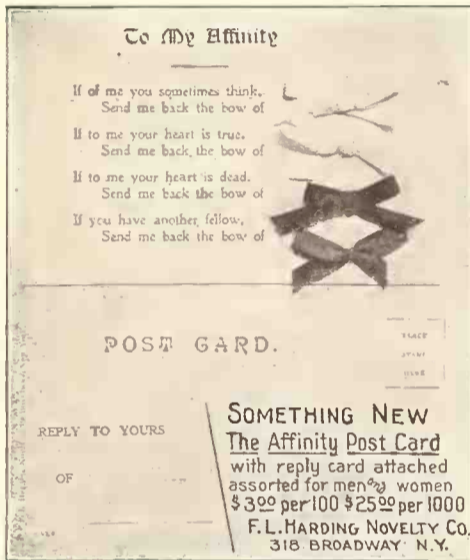 To My Affinity
If of me you sometimes think,
Send me back the bow of
If to me your heart is true,
Send me back, the bow of
If to me your heart is dead.
Send me back the bow of
If you have another fellow,
Send me back the bow of
POST CARD.
PLACE
STAMP
HERE
REPLY TO YOURS
OF
SOMETHING NEW
The Affinity Post Card
with reply card attached
assorted for men or women
$3.00 per 100 $25.00 per 1000
F.L. HARDING NOVELTY CO.
318 BROADWAY N.Y.